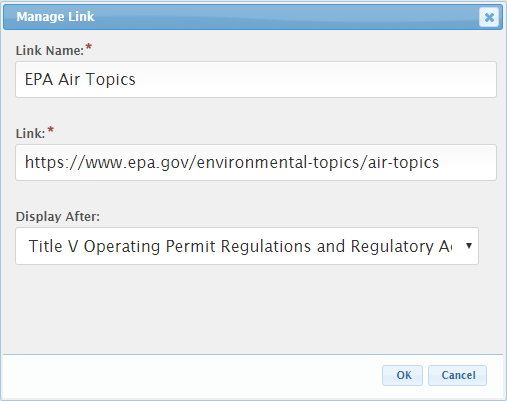 Manage Link
Link Name:*
EPA Air Topics
Link:*
https://www.epa.gov/environmental-topics/air-topics
Display After:
Title V Operating Permit Regulations and Regulatory
OK Cancel